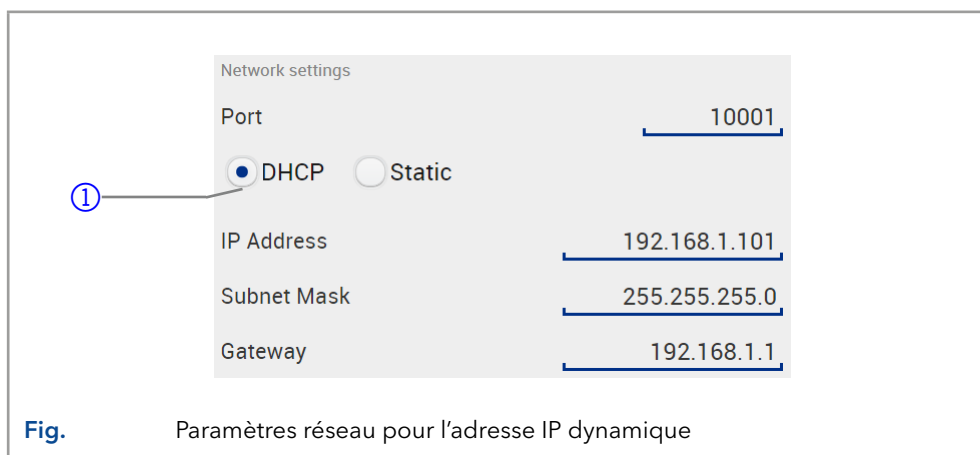 Network settings
Port 10001
DHCP Static
①
IP Address 192.168.1.101
Subnet Mask 255.255.255.0
Gateway 192.168.1.1
Fig. Paramètres réseau pour l'adresse IP dynamique